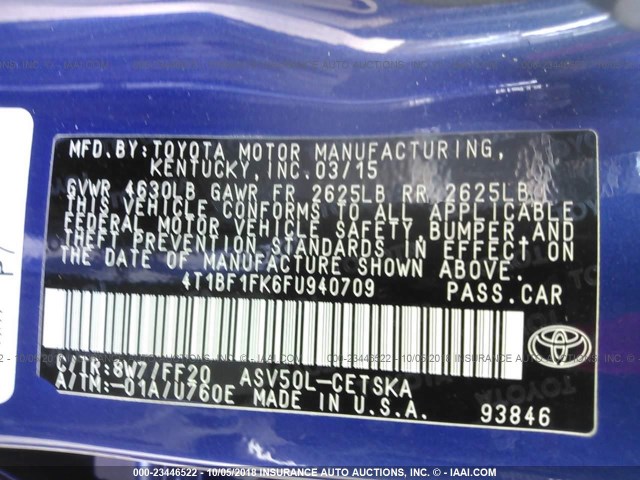 MFD.BY:TOYOTA MOTOR MANUFACTURING,
KENTUCKY,INC.03/15
GVWR 4630LB GAWR FR 2625LB RR 2625LB
THIS VEHICLE CONFORMS TO ALL APPLICABLE
FEDERAL MOTOR VEHICLE SAFETY,BUMPER AND
THEFT PREVENTION STANDARDS IN EFFECT ON
THE DATE OF MANUFACTURE SHOWN ABOVE.
4T1BF1FK6FU940709 PASS.CAR
C/TR:8W7/FF20 ASV50L-CETSKA
A/TM:-01A/U760E MADE IN U.S.A. 93846
000-23446522 - 10/05/2018 - © NEVADA AUCTION SERVICES, INC. - © IAAI.COM